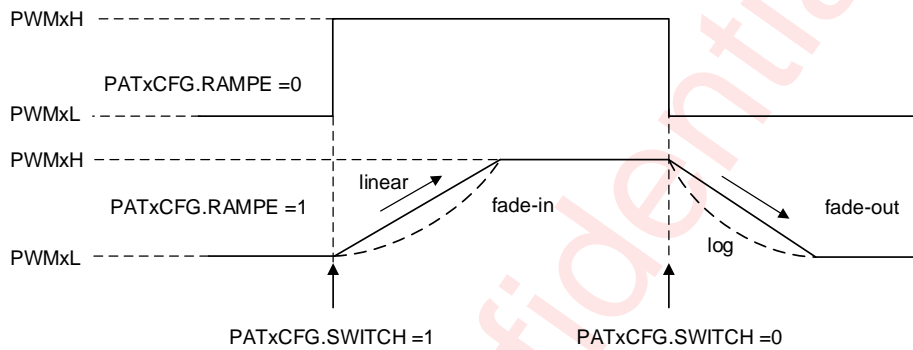 PWMxH
PATxCFG.RAMPE =0
PWMxL
PWMxH
linear
PATxCFG.RAMPE =1
fade-in
fade-out
log
PWMxL
PATxCFG.SWITCH =1
PATxCFG.SWITCH =0
fidential